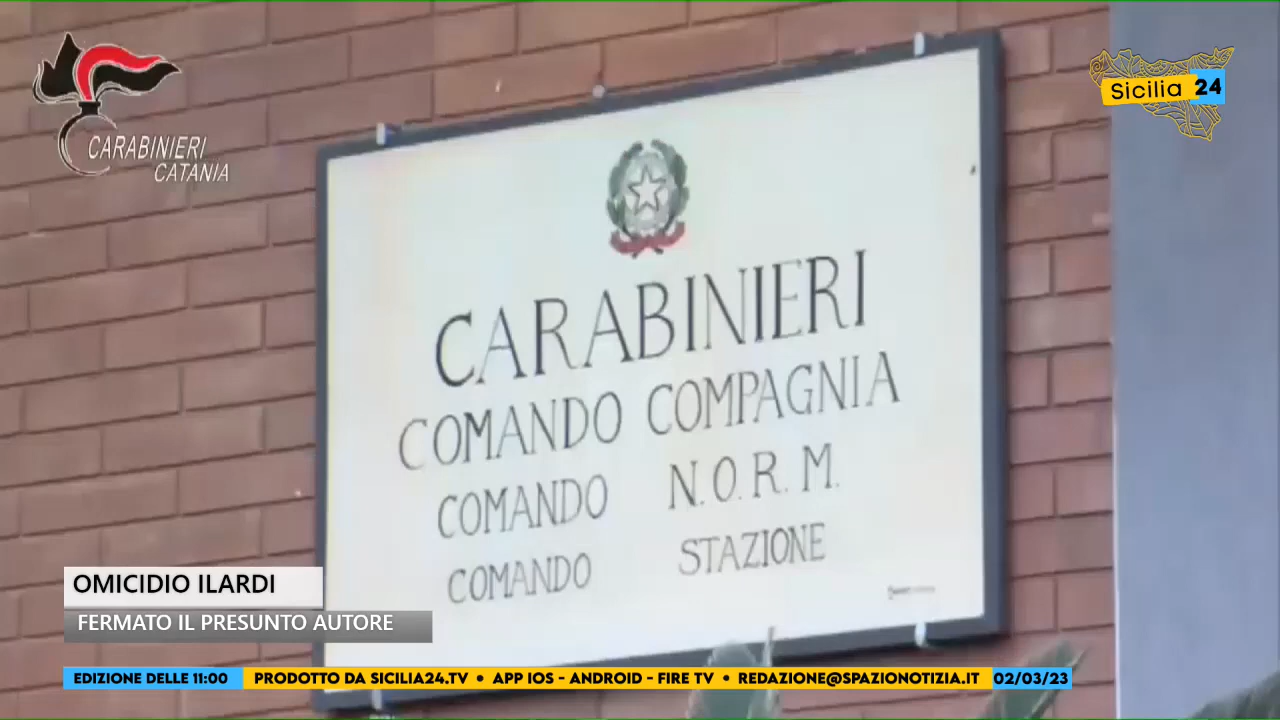 CARABINIERI
CATANIA
Sicilia 24
CARABINIERI
COMANDO COMPAGNIA
COMANDO N.O.R.M.
COMANDO STAZIONE
OMICIDIO ILARDI
FERMATO IL PRESUNTO AUTORE
EDIZIONE DELLE 11:00 PRODOTTO DA SICILIA24.TV • APP IOS - ANDROID - FIRE TV • REDAZIONE@SPAZIONOTIZIA.IT 02/03/23